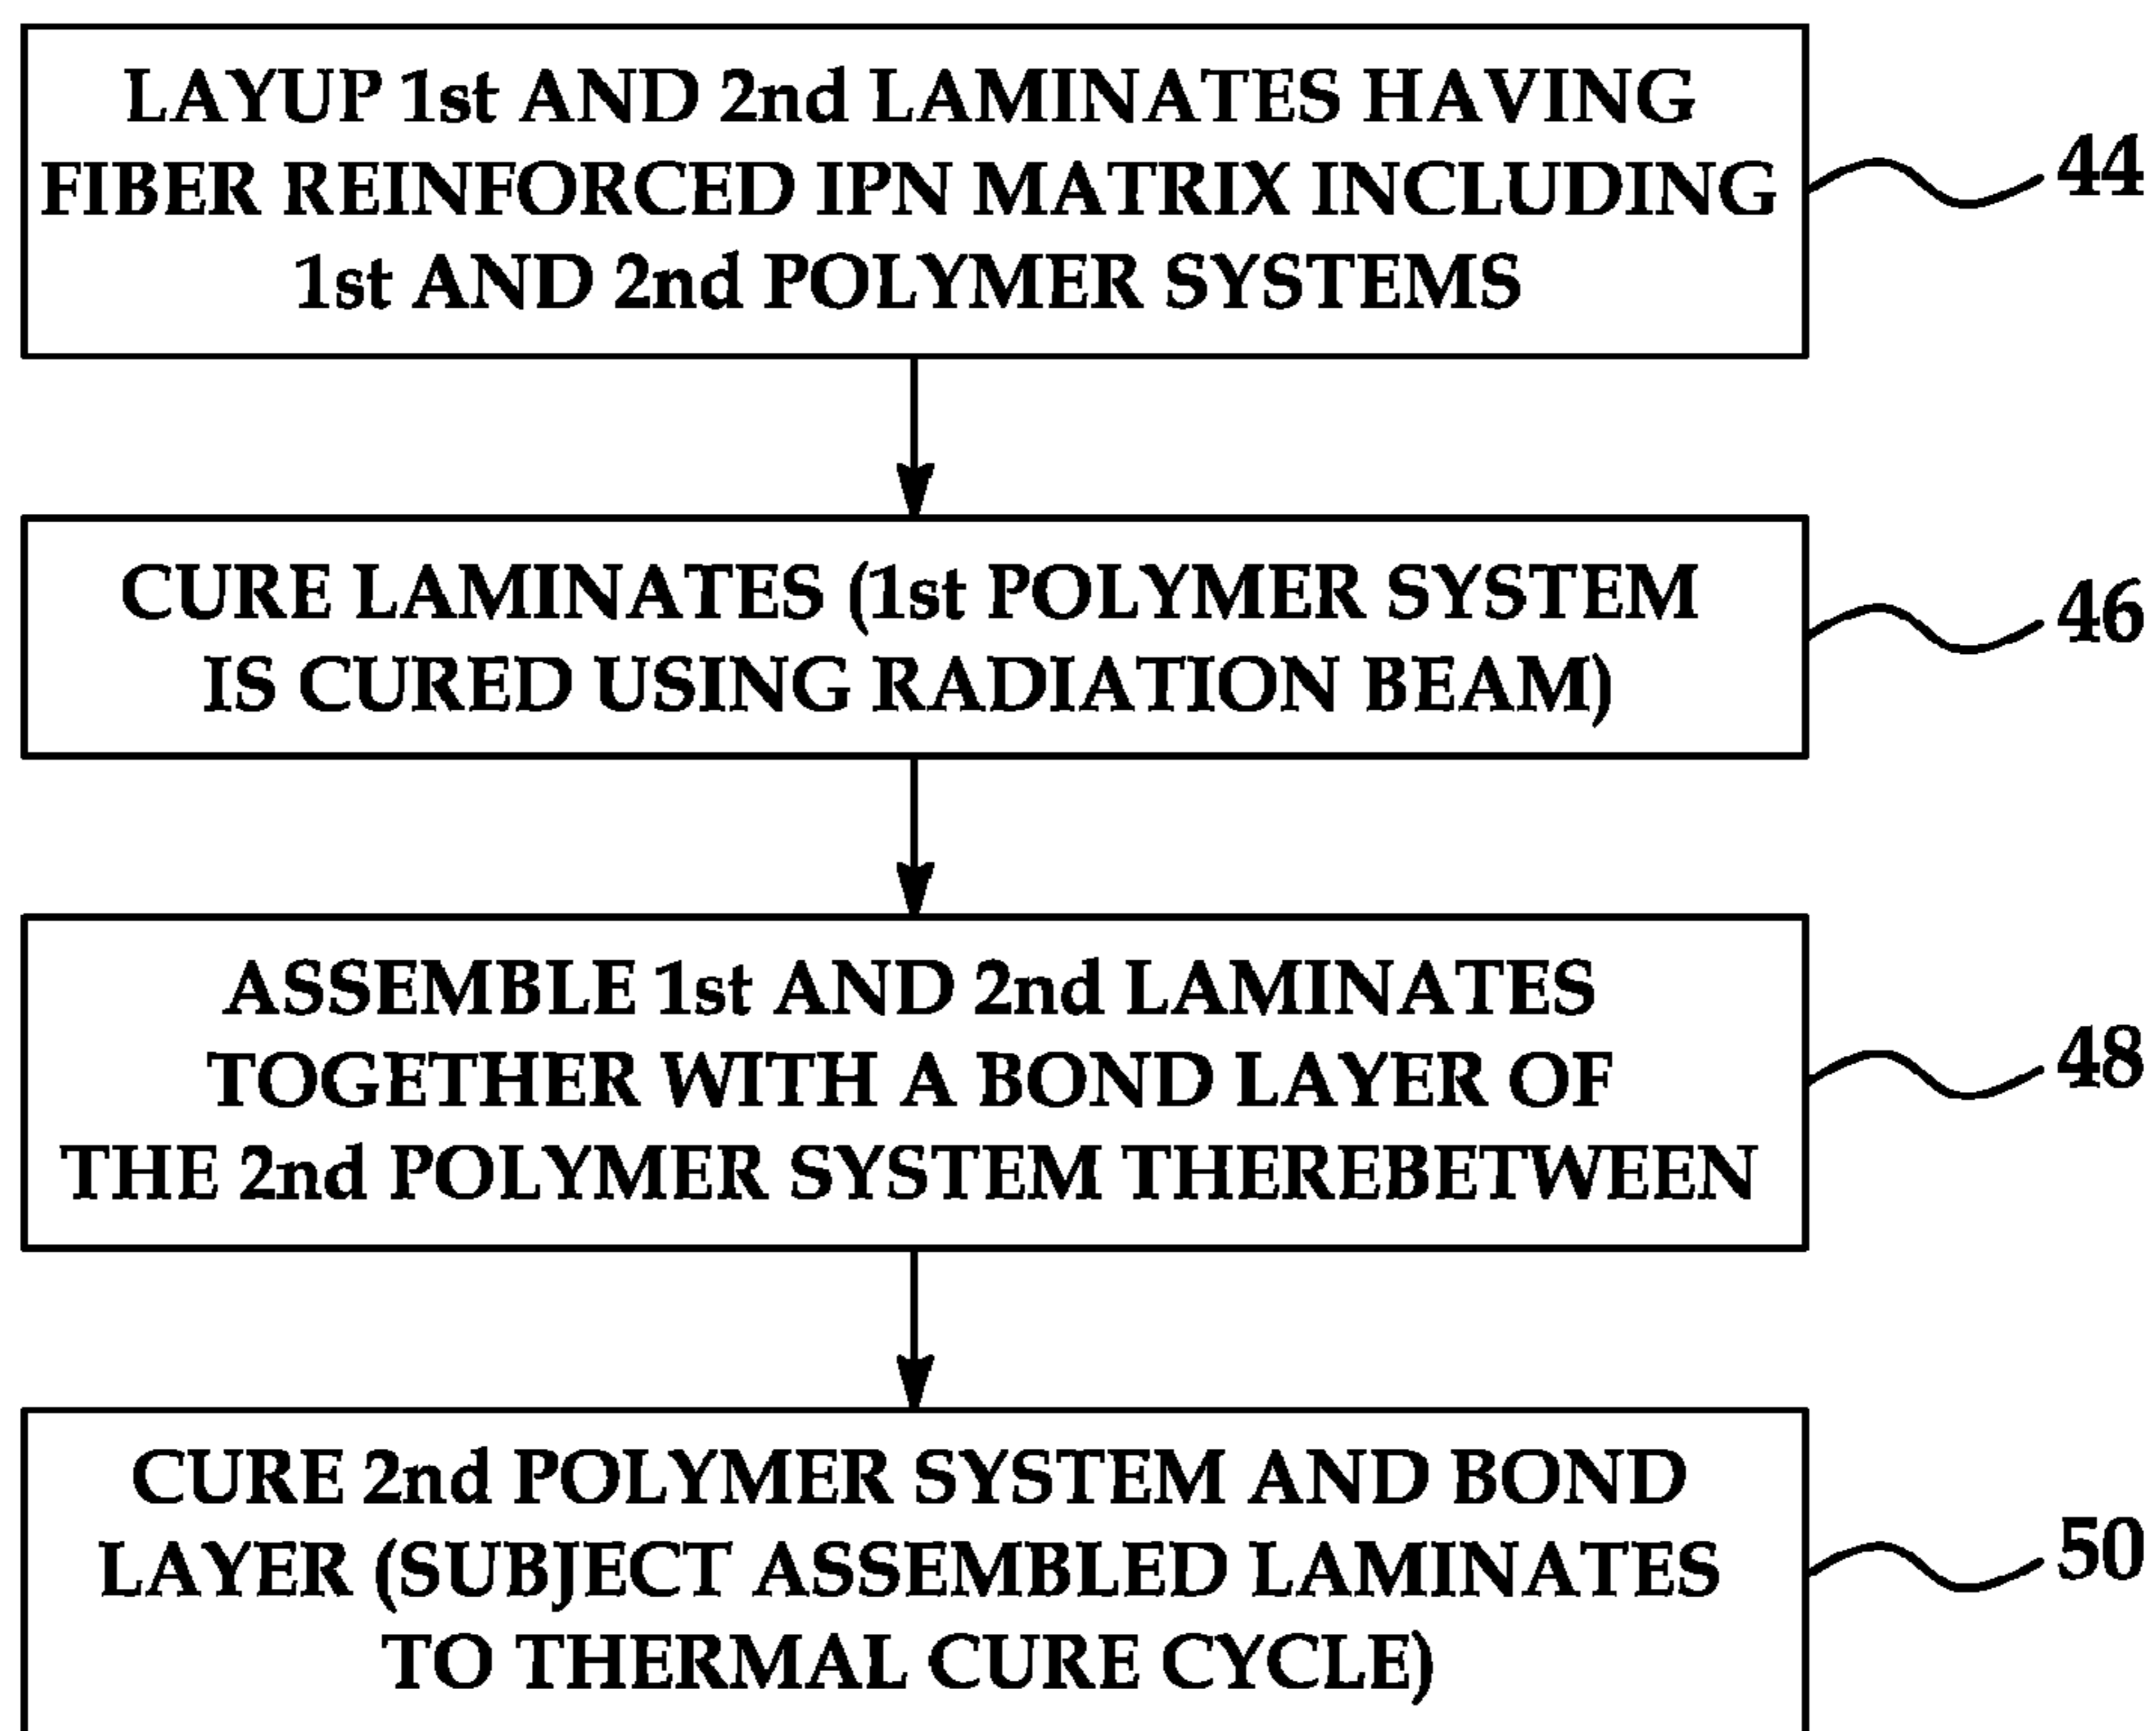 LAYUP 1st AND 2nd LAMINATES HAVING
FIBER REINFORCED IPN MATRIX INCLUDING
1st AND 2nd POLYMER SYSTEMS
44
CURE LAMINATES (1st POLYMER SYSTEM
IS CURED USING RADIATION BEAM)
46
ASSEMBLE 1st AND 2nd LAMINATES
TOGETHER WITH A BOND LAYER OF
THE 2nd POLYMER SYSTEM THEREBETWEEN
48
CURE 2nd POLYMER SYSTEM AND BOND
LAYER (SUBJECT ASSEMBLED LAMINATES
TO THERMAL CURE CYCLE)
50